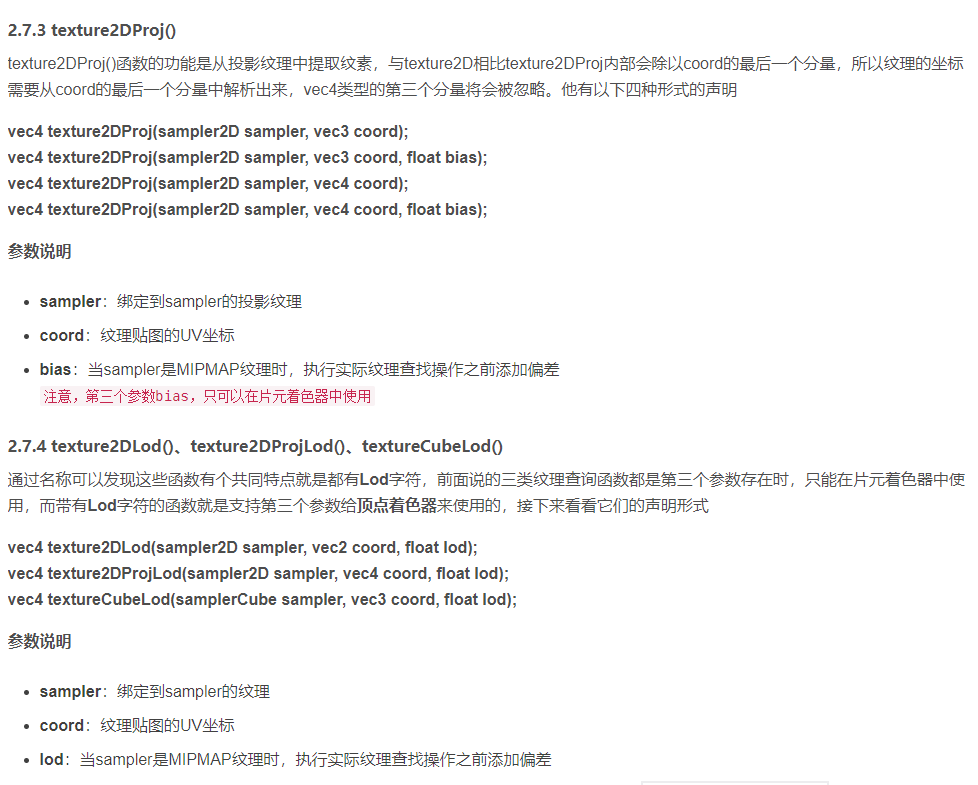 2.7.3 texture2DProj()
texture2DProj()函数的功能是从投影纹理中提取纹素，与texture2D相比texture2DProj内部会除以coord的最后一个分量，所以纹理的坐标
需要从coord的最后一个分量中解析出来，vec4类型的第三个分量将会被忽略。他有以下四种形式的声明
vec4 texture2DProj(sampler2D sampler, vec3 coord);
vec4 texture2DProj(sampler2D sampler, vec3 coord, float bias);
vec4 texture2DProj(sampler2D sampler, vec4 coord);
vec4 texture2DProj(sampler2D sampler, vec4 coord, float bias);
参数说明
• sampler：绑定到sampler的投影纹理
• coord：纹理贴图的UV坐标
• bias：当sampler是MIPMAP纹理时，执行实际纹理查找操作之前添加偏差
注意，第三个参数bias，只可以在片元着色器中使用
2.7.4 texture2DLod()、texture2DProjLod()、textureCubeLod()
通过名称可以发现这些函数有个共同特点就是都有Lod字符，前面说的三类纹理查询函数都是第三个参数存在时，只能在片元着色器中使
用，而带有Lod字符的函数就是支持第三个参数给顶点着色器来使用的，接下来看看它们的声明形式
vec4 texture2DLod(sampler2D sampler, vec2 coord, float lod);
vec4 texture2DProjLod(sampler2D sampler, vec4 coord, float lod);
vec4 textureCubeLod(samplerCube sampler, vec3 coord, float lod);
参数说明
• sampler：绑定到sampler的纹理
• coord：纹理贴图的UV坐标
• lod：当sampler是MIPMAP纹理时，执行实际纹理查找操作之前添加偏差